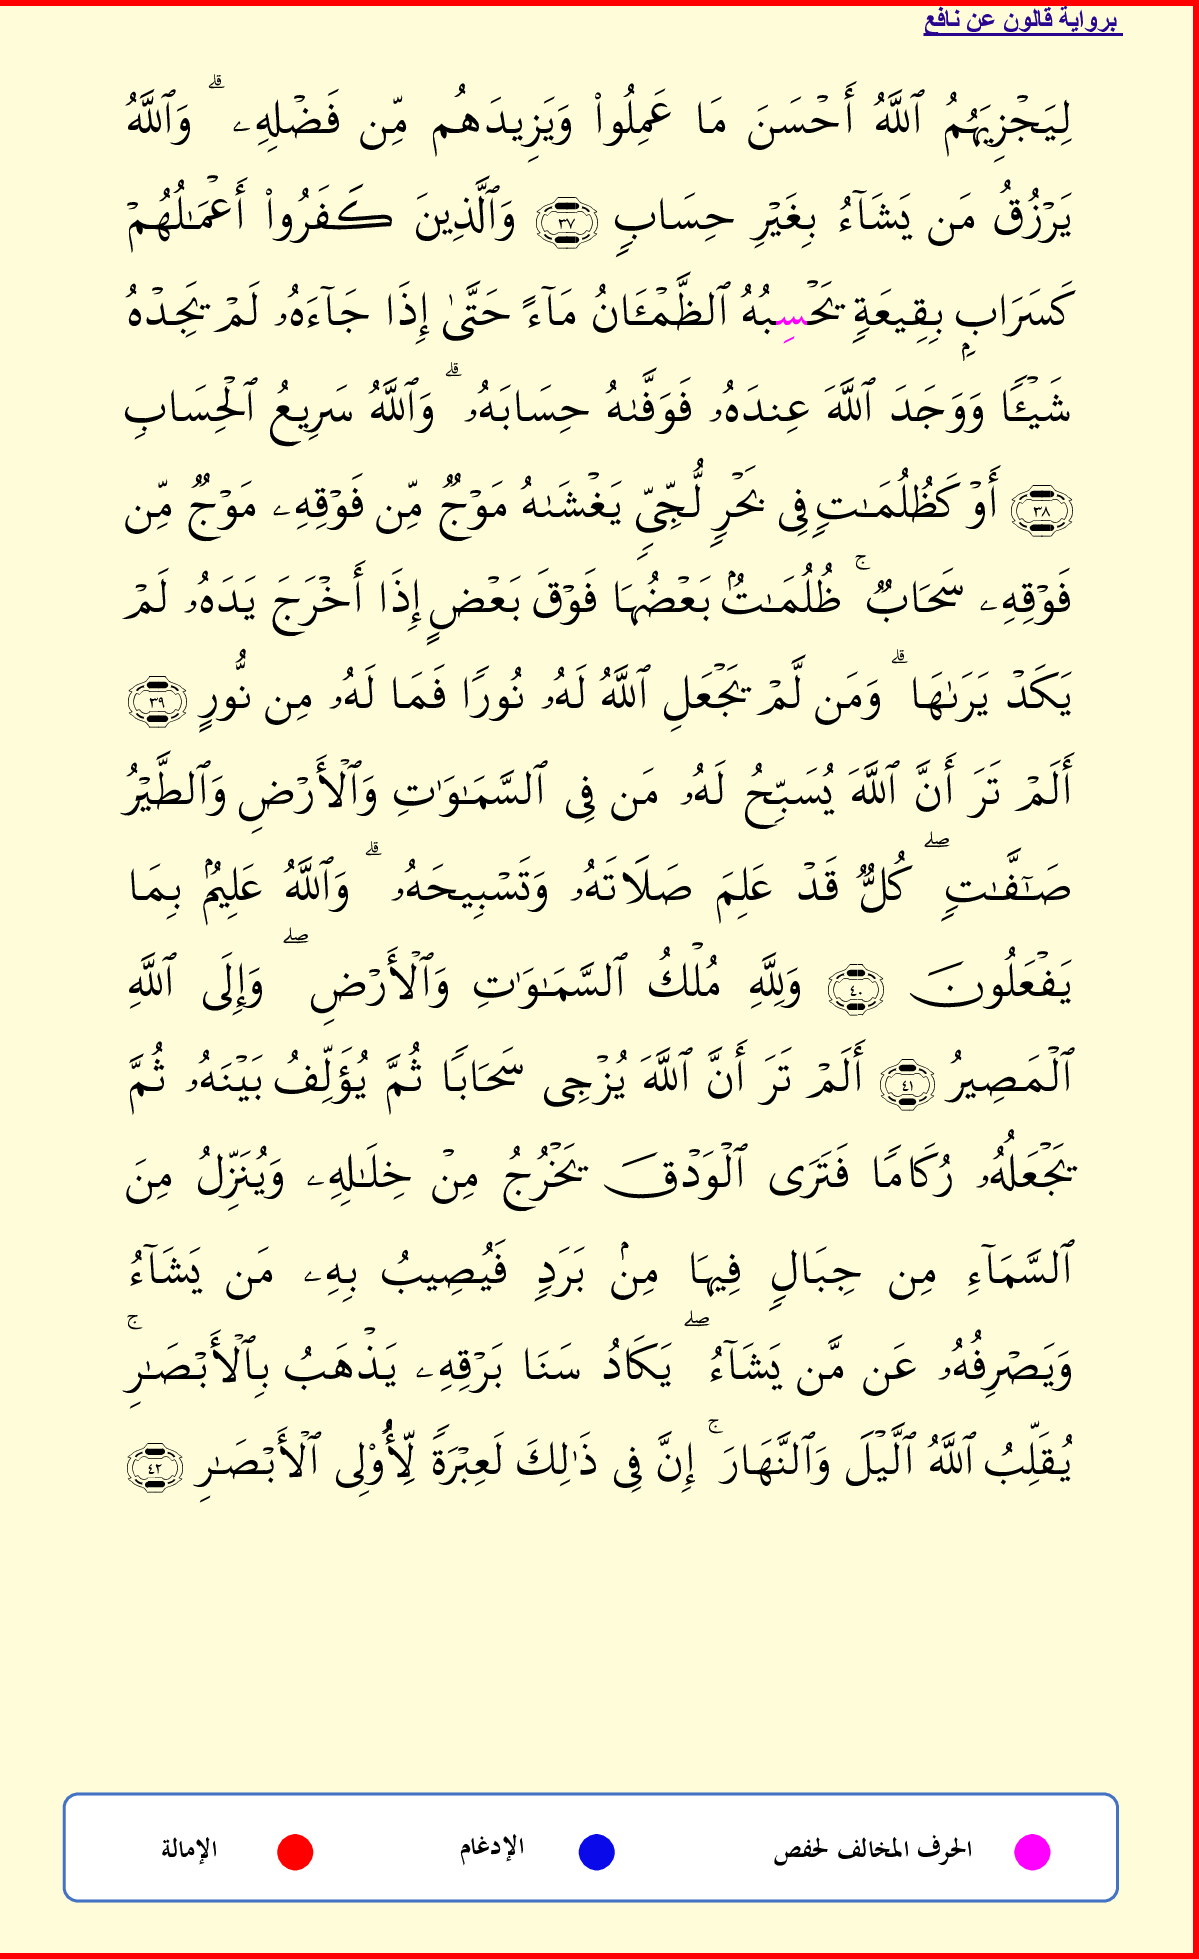 برواية قالون عن نافع
لِيَجْزِيَهُمُ ٱللَّهُ أَحْسَنَ مَا عَمِلُواْ وَيَزِيدَهُم مِّن فَضْلِهِۦ ۗ وَٱللَّهُ
يَرْزُقُ مَن يَشَآءُ بِغَيْرِ حِسَابٍ ٣٧ وَٱلَّذِينَ كَفَرُواْ أَعْمَـٰلُهُمْ
كَسَرَابٍۭ بِقِيعَةٍ يَحْسِبُهُ ٱلظَّمْـَٔانُ مَآءً حَتَّىٰ إِذَا جَآءَهُۥ لَمْ يَجِدْهُ
شَيْـًٔا وَوَجَدَ ٱللَّهَ عِندَهُۥ فَوَفَّىٰهُ حِسَابَهُۥ ۗ وَٱللَّهُ سَرِيعُ ٱلْحِسَابِ
٣٨ أَوْ كَظُلُمَـٰتٍ فِى بَحْرٍ لُّجِّىٍّ يَغْشَىٰهُ مَوْجٌ مِّن فَوْقِهِۦ مَوْجٌ مِّن
فَوْقِهِۦ سَحَابٌ ۚ ظُلُمَـٰتٌۢ بَعْضُهَا فَوْقَ بَعْضٍ إِذَا أَخْرَجَ يَدَهُۥ لَمْ
يَكَدْ يَرَىٰهَا ۗ وَمَن لَّمْ يَجْعَلِ ٱللَّهُ لَهُۥ نُورًا فَمَا لَهُۥ مِن نُّورٍ ٣٩
أَلَمْ تَرَ أَنَّ ٱللَّهَ يُسَبِّحُ لَهُۥ مَن فِى ٱلسَّمَـٰوَٰتِ وَٱلْأَرْضِ وَٱلطَّيْرُ
صَـٰٓفَّـٰتٍ ۖ كُلٌّ قَدْ عَلِمَ صَلَاتَهُۥ وَتَسْبِيحَهُۥ ۗ وَٱللَّهُ عَلِيمٌۢ بِمَا
يَفْعَلُونَ ٤٠ وَلِلَّهِ مُلْكُ ٱلسَّمَـٰوَٰتِ وَٱلْأَرْضِ ۖ وَإِلَى ٱللَّهِ
ٱلْمَصِيرُ ٤١ أَلَمْ تَرَ أَنَّ ٱللَّهَ يُزْجِى سَحَابًا ثُمَّ يُؤَلِّفُ بَيْنَهُۥ ثُمَّ
يَجْعَلُهُۥ رُكَامًا فَتَرَى ٱلْوَدْقَ يَخْرُجُ مِنْ خِلَـٰلِهِۦ وَيُنَزِّلُ مِنَ
ٱلسَّمَآءِ مِن جِبَالٍ فِيهَا مِنۢ بَرَدٍ فَيُصِيبُ بِهِۦ مَن يَشَآءُ
وَيَصْرِفُهُۥ عَن مَّن يَشَآءُ ۖ يَكَادُ سَنَا بَرْقِهِۦ يَذْهَبُ بِٱلْأَبْصَـٰرِ ۚ
يُقَلِّبُ ٱللَّهُ ٱلَّيْلَ وَٱلنَّهَارَ ۚ إِنَّ فِى ذَٰلِكَ لَعِبْرَةً لِّأُوْلِى ٱلْأَبْصَـٰرِ ٤٢
الحرف المخالف لحفص الإدغام الإمالة